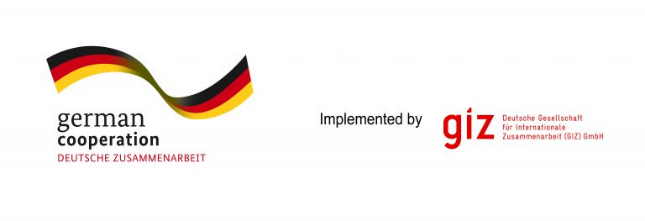 german
cooperation
DEUTSCHE ZUSAMMENARBEIT
Implemented by
giz
Deutsche Gesellschaft
für Internationale
Zusammenarbeit (GIZ) GmbH